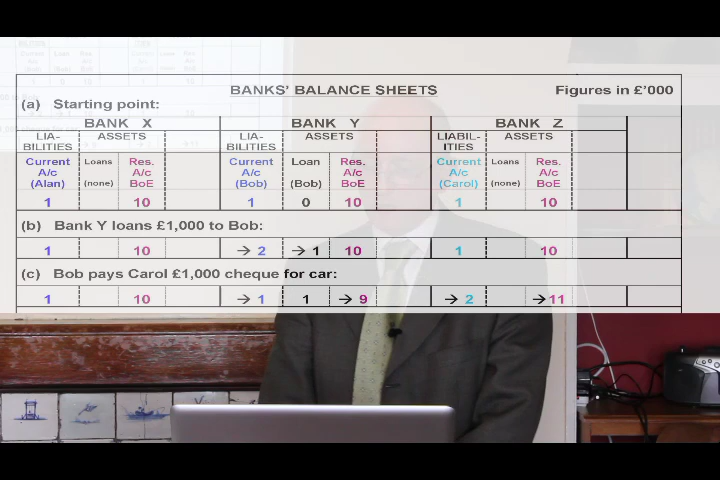 BANKS' BALANCE SHEETS Figures in £'000
(a) Starting point:
BANK X BANK Y BANK Z
LIA- ASSETS LIA- ASSETS LIABIL- ASSETS
BILITIES BILITIES ITIES
Current Loans Res. Current Loan Res. Current Loans Res.
A/c A/c A/c A/c A/c A/c
(Alan) (none) BoE (Bob) (Bob) BoE (Carol) (none) BoE
1 10 1 0 10 1 10
(b) Bank Y loans £1,000 to Bob:
1 10 → 2 → 1 10 1 10
(c) Bob pays Carol £1,000 cheque for car:
1 10 → 1 1 → 9 → 2 →11